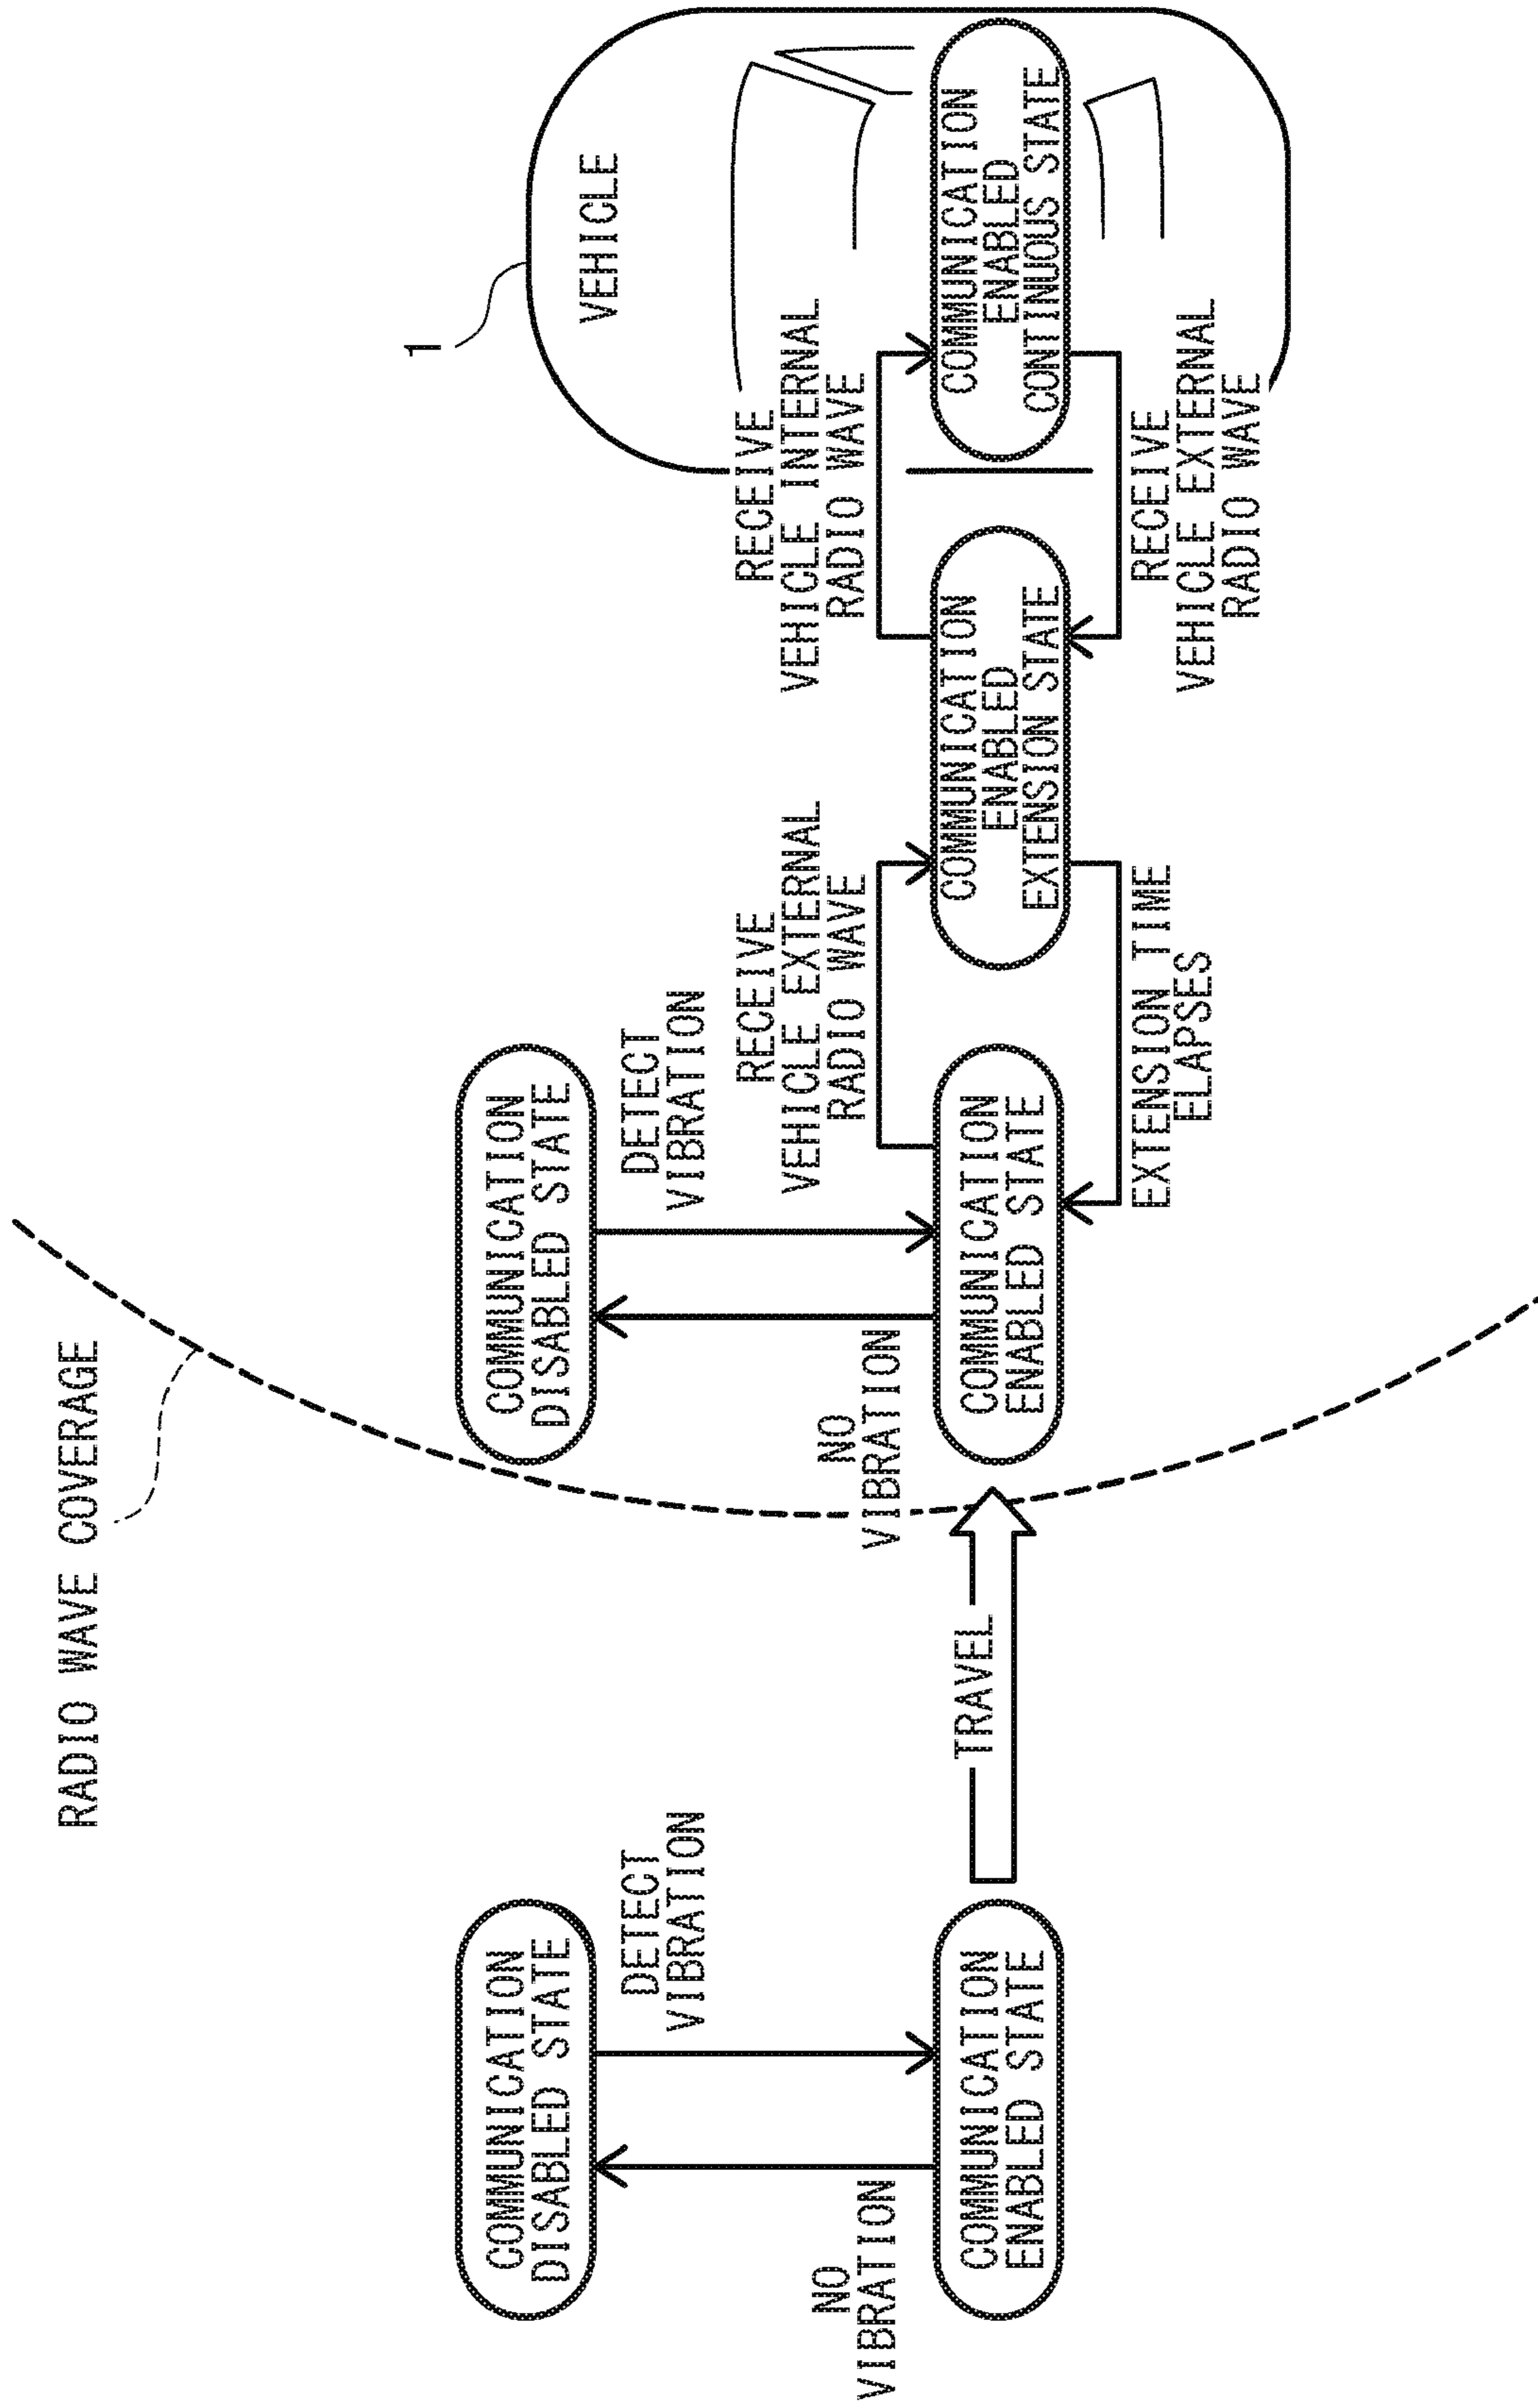 RADIO WAVE COVERAGE
1
VEHICLE
COMMUNICATION
DISABLED STATE
DETECT
VIBRATION
NO
VIBRATION
COMMUNICATION
ENABLED STATE
TRAVEL
COMMUNICATION
DISABLED STATE
DETECT
VIBRATION
NO
VIBRATION
COMMUNICATION
ENABLED STATE
RECEIVE
VEHICLE EXTERNAL
RADIO WAVE
EXTENSION TIME
ELAPSES
COMMUNICATION
ENABLED
EXTENSION STATE
RECEIVE
VEHICLE INTERNAL
RADIO WAVE
RECEIVE
VEHICLE EXTERNAL
RADIO WAVE
COMMUNICATION
ENABLED
CONTINUOUS STATE